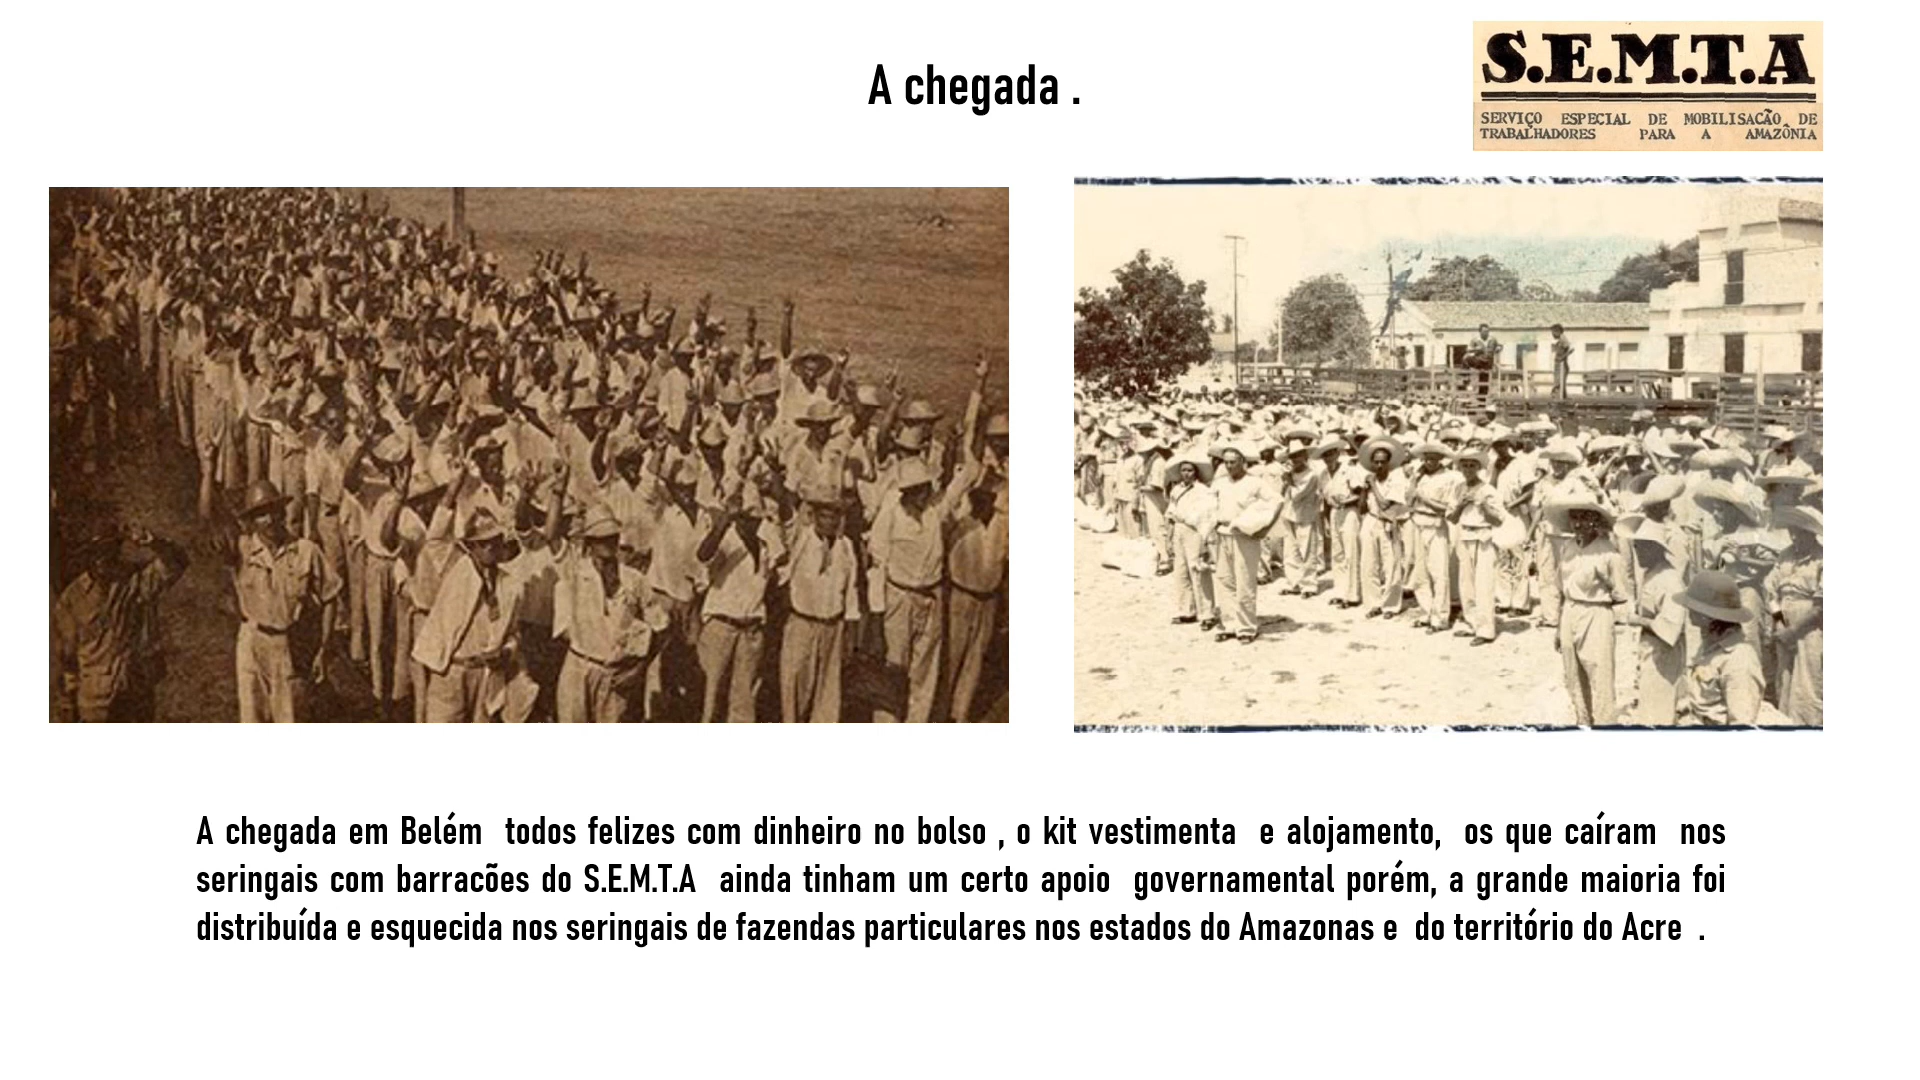 A chegada .
S.E.M.T.A
SERVIÇO ESPECIAL DE MOBILISACÃO DE
TRABALHADORES PARA A AMAZÔNIA
A chegada em Belém todos felizes com dinheiro no bolso , o kit vestimenta e alojamento, os que caíram nos
seringais com barracões do S.E.M.T.A ainda tinham um certo apoio governamental porém, a grande maioria foi
distribuída e esquecida nos seringais de fazendas particulares nos estados do Amazonas e do território do Acre .